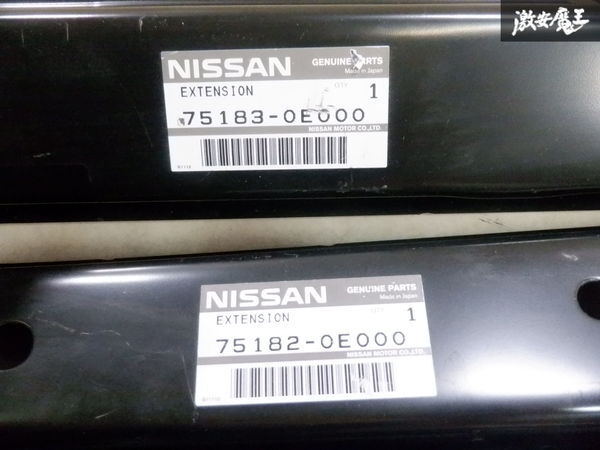 激安魔王
NISSAN GENUINE PARTS
Made in Japan
EXTENSION QTY 1
75183-0E000
NISSAN MOTOR CO.,LTD.
NISSAN GENUINE PARTS
Made in Japan
EXTENSION QTY 1
75182-0E000
NISSAN MOTOR CO.,LTD.